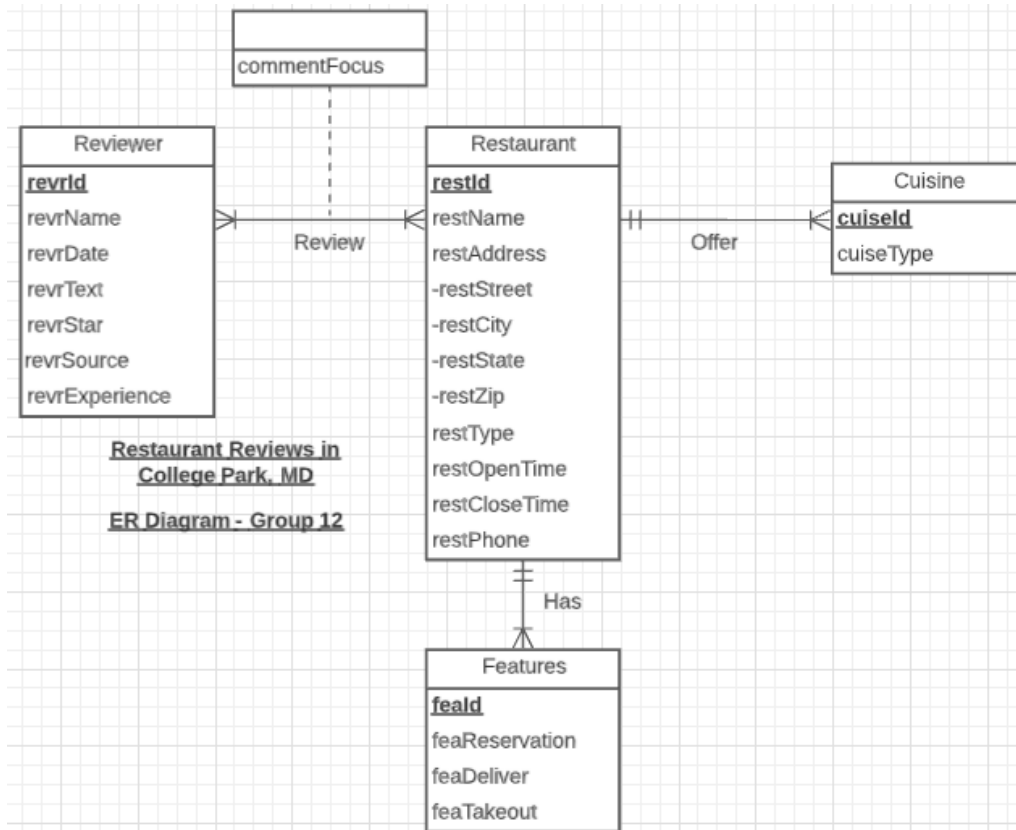 commentFocus
Reviewer
revrId
revrName
revrDate
revrText
revrStar
revrSource
revrExperience
Review
Restaurant
restId
restName
restAddress
-restStreet
-restCity
-restState
-restZip
restType
restOpenTime
restCloseTime
restPhone
Offer
Cuisine
cuiseId
cuiseType
Restaurant Reviews in
College Park, MD
ER Diagram - Group 12
Has
Features
feaId
feaReservation
feaDeliver
feaTakeout